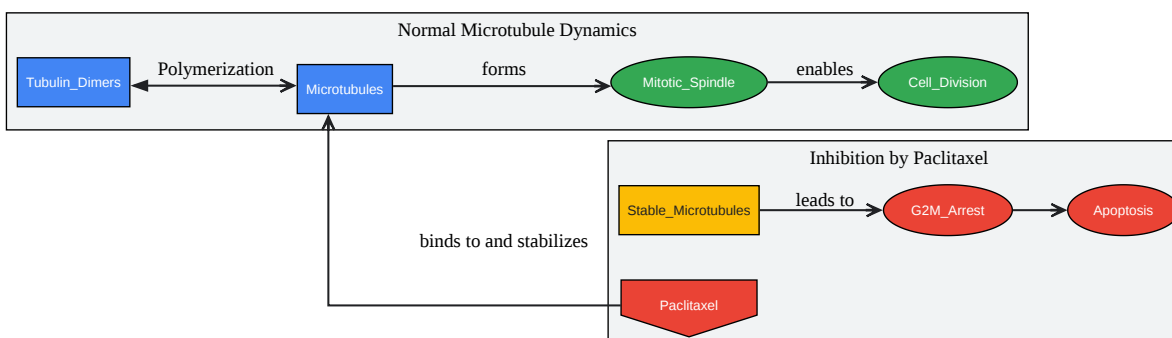 Normal Microtubule Dynamics
Tubulin_Dimers
Polymerization
Microtubules
forms
Mitotic_Spindle
enables
Cell_Division
Inhibition by Paclitaxel
Stable_Microtubules
leads to
G2M_Arrest
Apoptosis
binds to and stabilizes
Paclitaxel